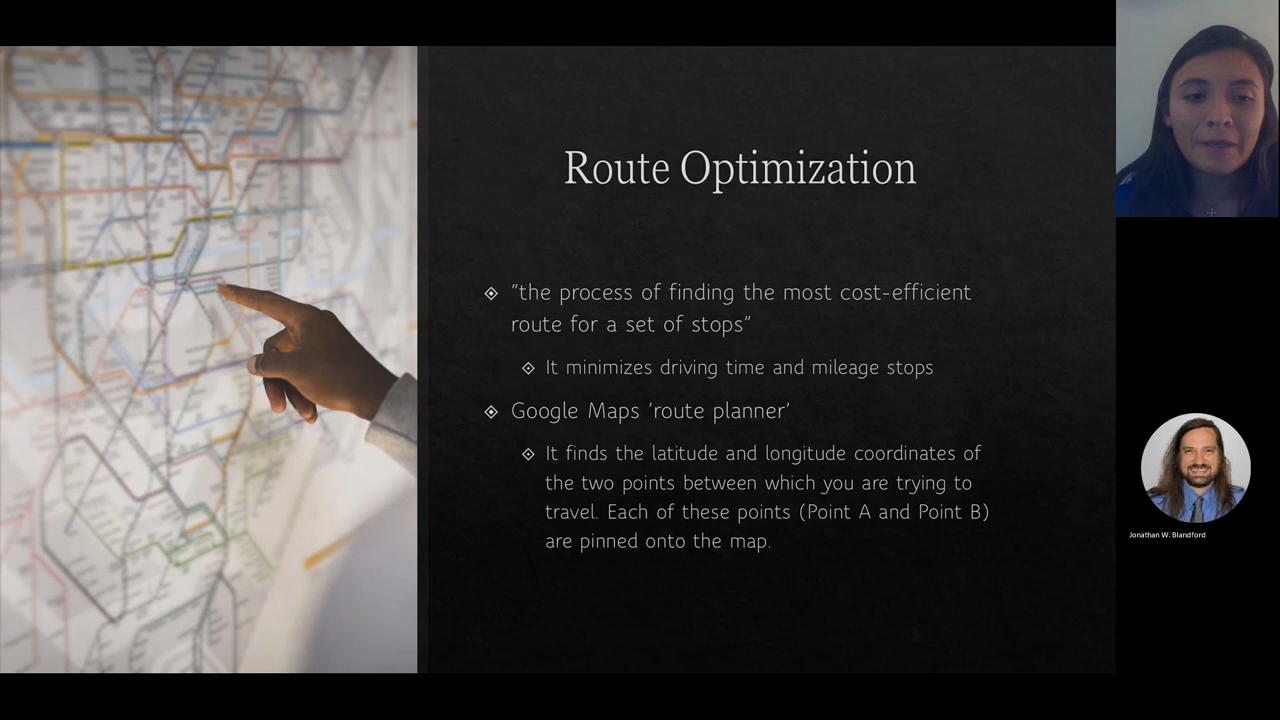 Route Optimization
“the process of finding the most cost-efficient
route for a set of stops”
It minimizes driving time and mileage stops
Google Maps ‘route planner’
It finds the latitude and longitude coordinates of
the two points between which you are trying to
travel. Each of these points (Point A and Point B)
are pinned onto the map.
Jonathan W. Blandford